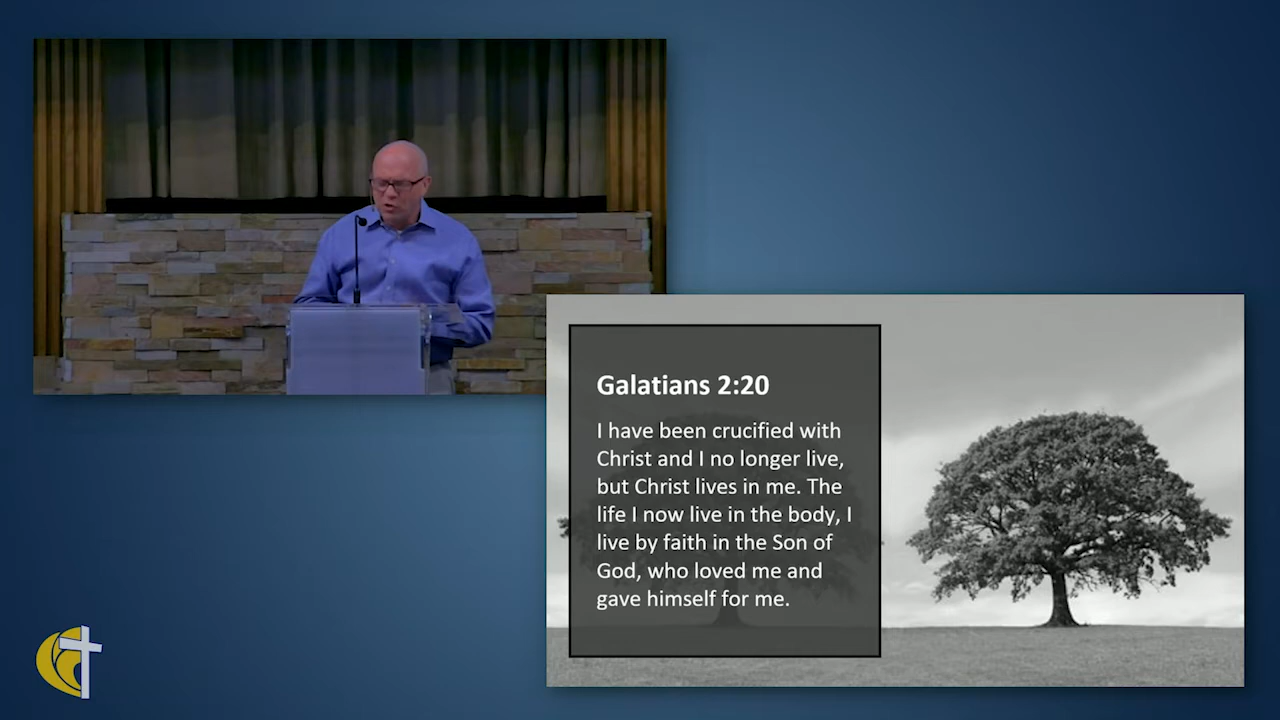 Galatians 2:20
I have been crucified with
Christ and I no longer live,
but Christ lives in me. The
life I now live in the body, I
live by faith in the Son of
God, who loved me and
gave himself for me.